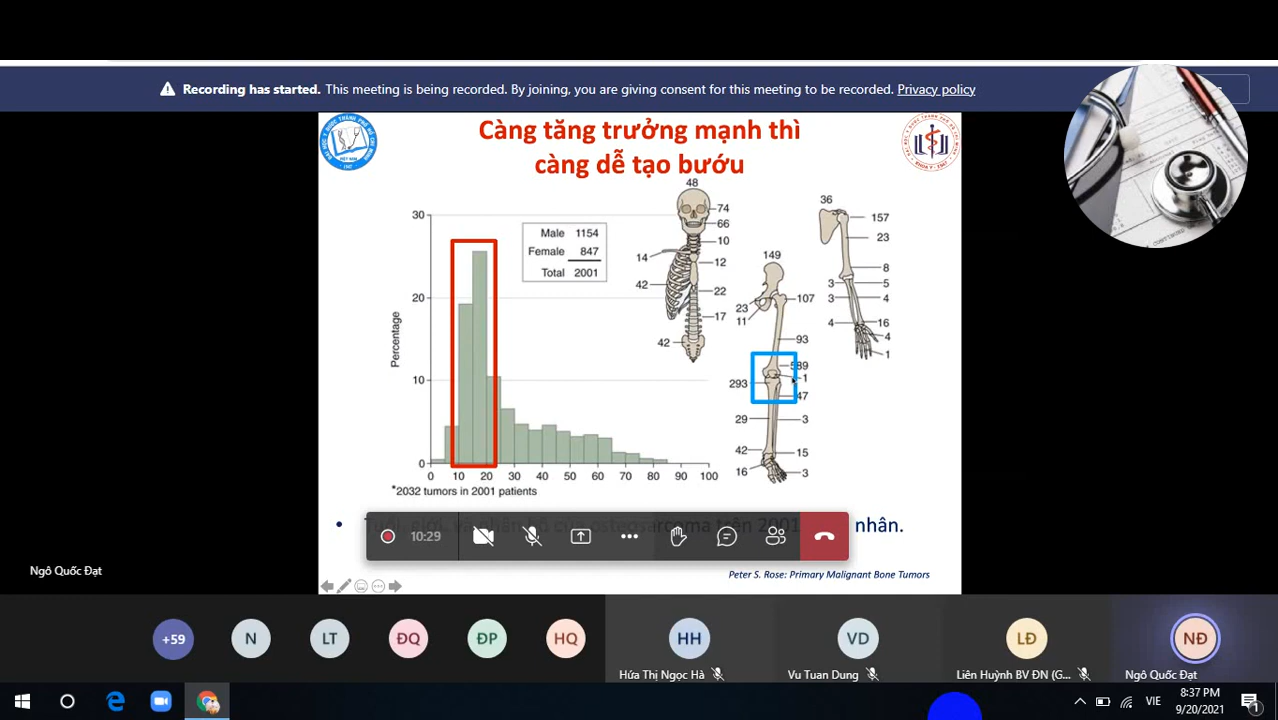 Recording has started. This meeting is being recorded. By joining, you are giving consent for this meeting to be recorded. Privacy policy
Càng tăng trưởng mạnh thì
càng dễ tạo bướu
48
74
66
10
14
12
42
22
17
42
36
157
23
8
3
5
3
4
4
16
4
1
149
107
23
11
93
589
1
293
47
29
3
42
15
16
3
Male 1154
Female 847
Total 2001
Percentage
30
20
10
0
0 10 20 30 40 50 60 70 80 90 100
*2032 tumors in 2001 patients
• osteosarcoma trên 2001 nhân.
10:29
Peter S. Rose: Primary Malignant Bone Tumors
Ngô Quốc Đạt
+59
N
LT
ĐQ
ĐP
HQ
HH
VD
LĐ
NĐ
Hứa Thị Ngọc Hà
Vu Tuan Dung
Liên Huỳnh BV ĐN (G...
Ngô Quốc Đạt
VIE
8:37 PM
9/20/2021
1